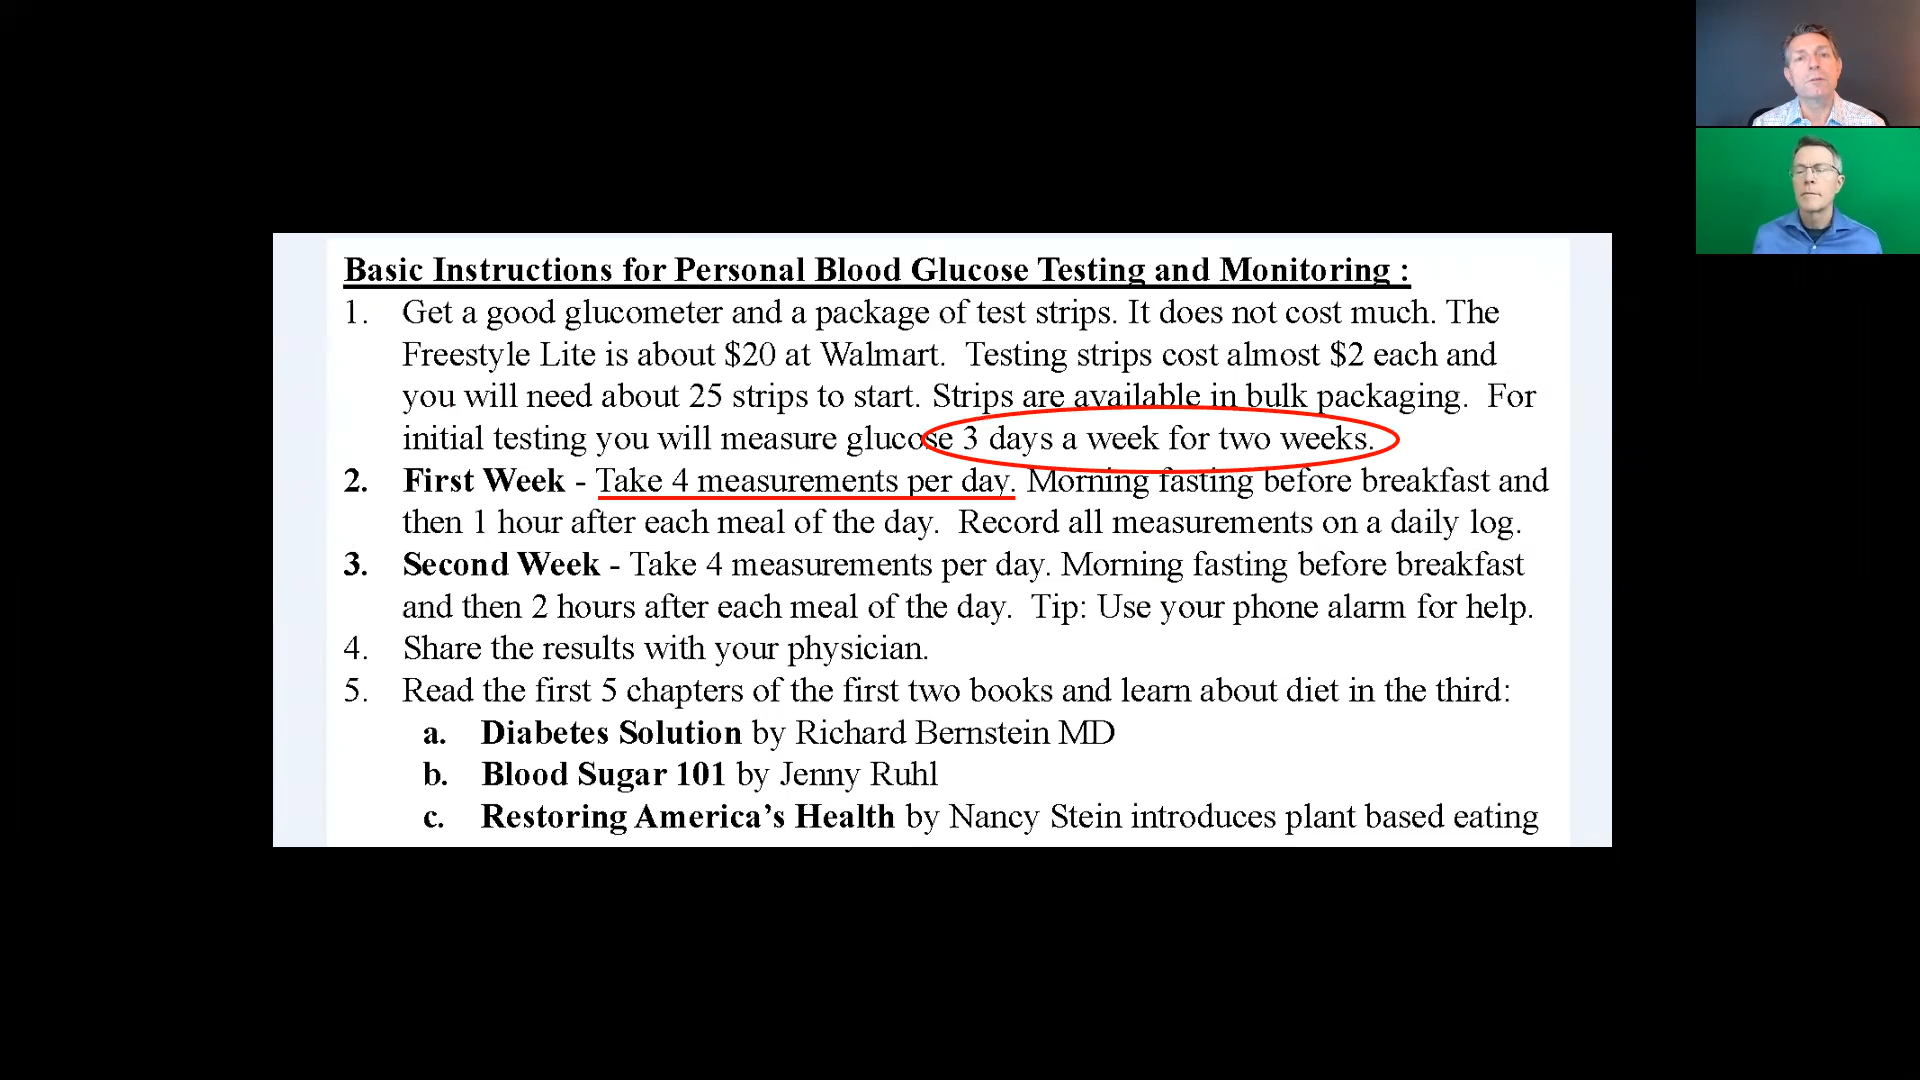 Basic Instructions for Personal Blood Glucose Testing and Monitoring :
1. Get a good glucometer and a package of test strips. It does not cost much. The
Freestyle Lite is about $20 at Walmart. Testing strips cost almost $2 each and
you will need about 25 strips to start. Strips are available in bulk packaging. For
initial testing you will measure glucose 3 days a week for two weeks.
2. First Week - Take 4 measurements per day. Morning fasting before breakfast and
then 1 hour after each meal of the day. Record all measurements on a daily log.
3. Second Week - Take 4 measurements per day. Morning fasting before breakfast
and then 2 hours after each meal of the day. Tip: Use your phone alarm for help.
4. Share the results with your physician.
5. Read the first 5 chapters of the first two books and learn about diet in the third:
a. Diabetes Solution by Richard Bernstein MD
b. Blood Sugar 101 by Jenny Ruhl
c. Restoring America’s Health by Nancy Stein introduces plant based eating